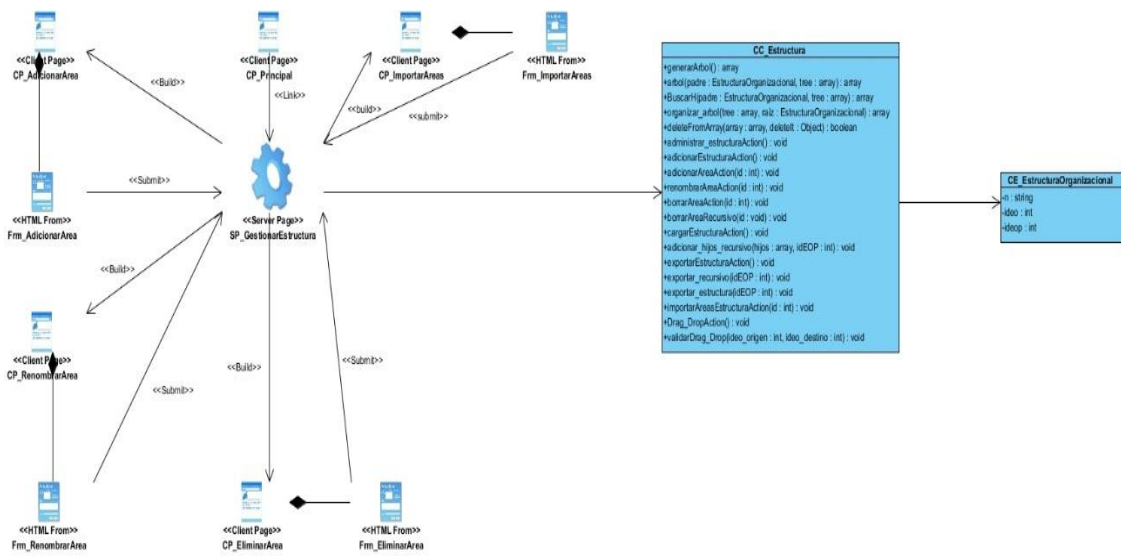 <<Client Page>>
CP_AdicionarArea
<<Client Page>>
CP_Principal
<<Client Page>>
CP_ImportarAreas
<<HTML From>>
Frm_ImportarAreas
<<Build>>
<<Link>>
<<build>>
<<submit>>
<<Submit>>
<<HTML From>>
Frm_AdicionarArea
<<Server Page>>
SP_GestionarEstructura
<<Build>>
<<Client Page>>
CP_RenombrarArea
<<Submit>>
<<Build>>
<<Submit>>
<<HTML From>>
Frm_RenombrarArea
<<Client Page>>
CP_EliminarArea
<<HTML From>>
Frm_EliminarArea
CC_Estructura
+generarArbol() : array
+arbol(padre : EstructuraOrganizacional, tree : array) : array
+BuscarH(padre : EstructuraOrganizacional, tree : array) : array
+organizar_arbol(tree : array, raiz : EstructuraOrganizacional) : array
+deleteFromArray(array : array, deleteIt : Object) : boolean
+administrar_estructuraAction() : void
+adicionarEstructuraAction() : void
+adicionarAreaAction(id : int) : void
+renombrarAreaAction(id : int) : void
+borrarAreaAction(id : int) : void
+borrarAreaRecursivo(id : void) : void
+cargarEstructuraAction() : void
+adicionar_hijos_recursivo(hijos : array, idEOP : int) : void
+exportarEstructuraAction() : void
+exportar_recursivo(idEOP : int) : void
+exportar_estructura(idEOP : int) : void
+importarAreasEstructuraAction(id : int) : void
+Drag_DropAction() : void
+validarDrag_Drop(ideo_origen : int, ideo_destino : int) : void
CE_EstructuraOrganizacional
-n : string
-ideo : int
-ideop : int